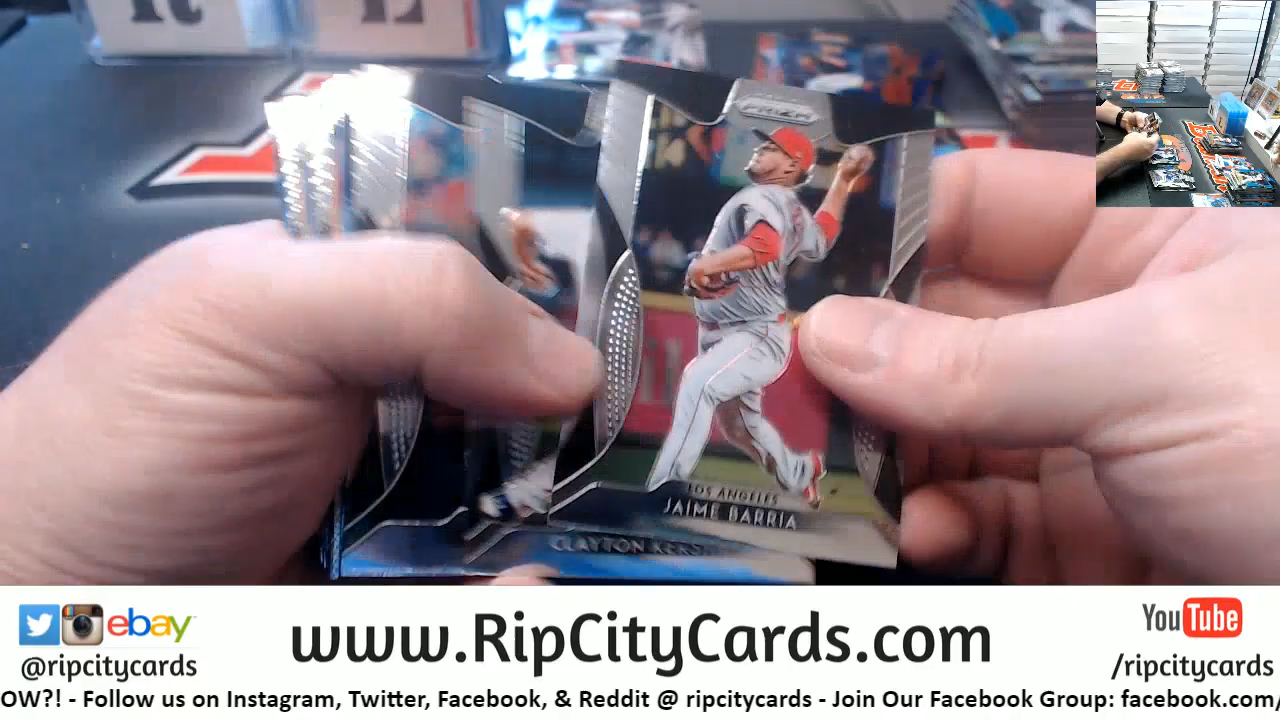 PRIZM
LOS ANGELES
JAIME BARRIA
CLAYTON
ebay
@ripcitycards
www.RipCityCards.com
YouTube
/ripcitycards
OW?! - Follow us on Instagram, Twitter, Facebook, & Reddit @ ripcitycards - Join Our Facebook Group: facebook.com/